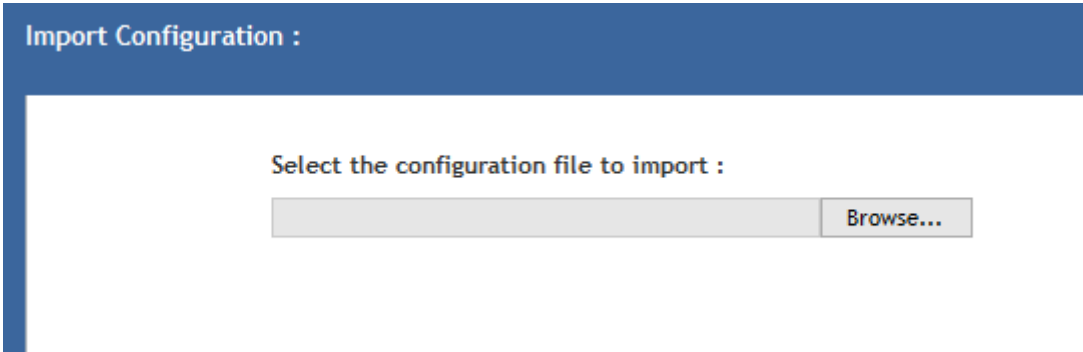 Import Configuration :
Select the configuration file to import :
Browse...